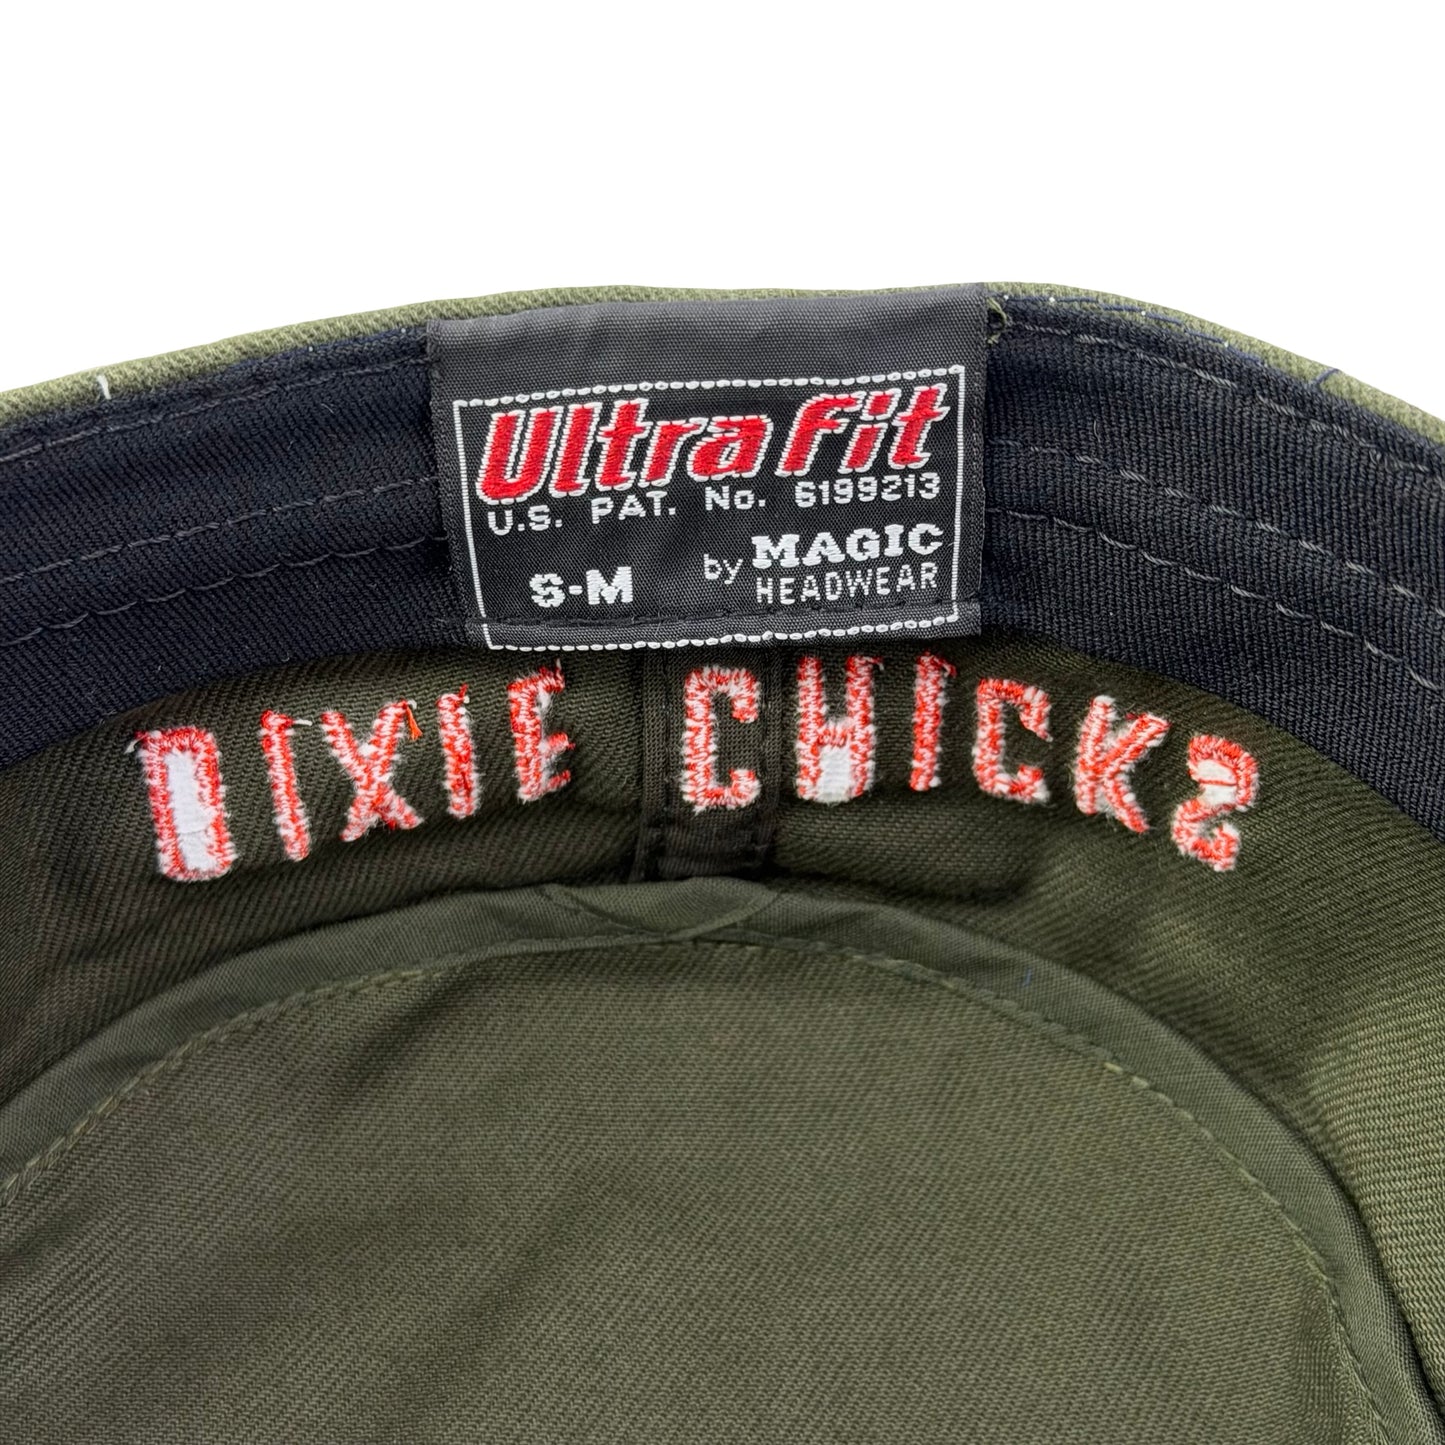 Ultra Fit
U.S. PAT. No. 6199213
S-M by MAGIC
HEADWEAR
DIXIE CHICKS